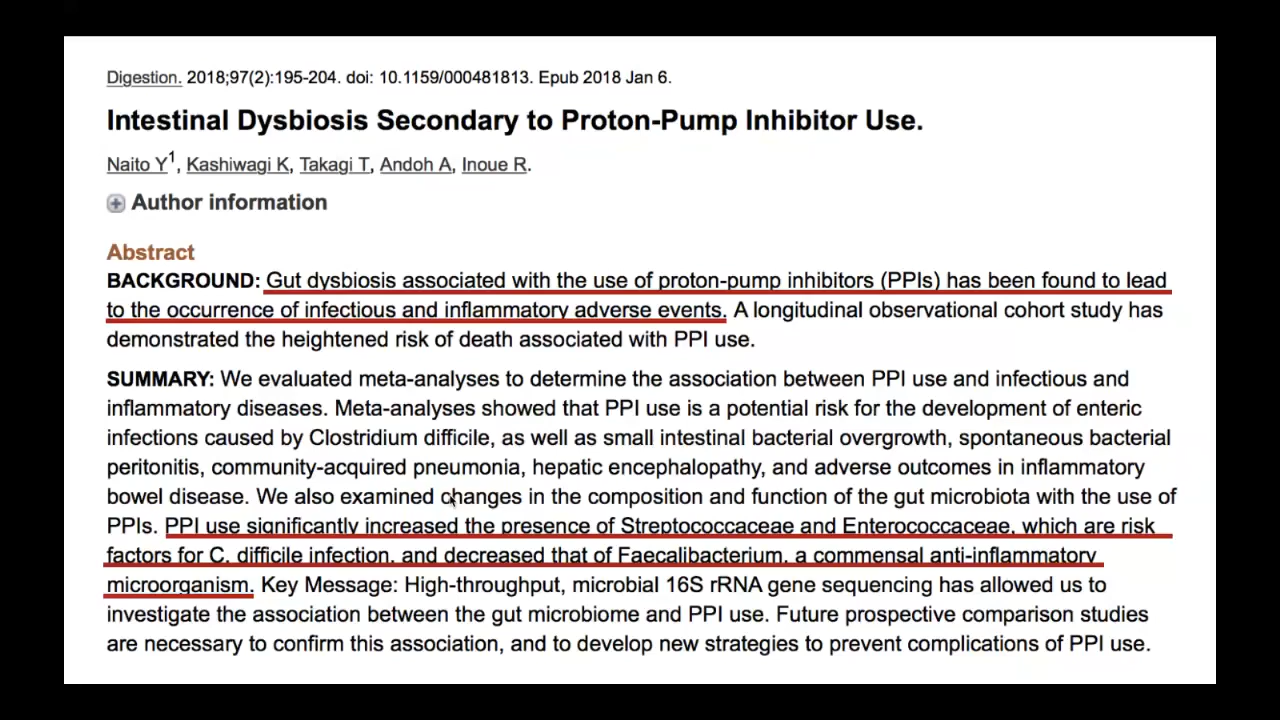 Digestion. 2018;97(2):195-204. doi: 10.1159/000481813. Epub 2018 Jan 6.
Intestinal Dysbiosis Secondary to Proton-Pump Inhibitor Use.
Naito Y1, Kashiwagi K, Takagi T, Andoh A, Inoue R.
Author information
Abstract
BACKGROUND: Gut dysbiosis associated with the use of proton-pump inhibitors (PPIs) has been found to lead
to the occurrence of infectious and inflammatory adverse events. A longitudinal observational cohort study has
demonstrated the heightened risk of death associated with PPI use.
SUMMARY: We evaluated meta-analyses to determine the association between PPI use and infectious and
inflammatory diseases. Meta-analyses showed that PPI use is a potential risk for the development of enteric
infections caused by Clostridium difficile, as well as small intestinal bacterial overgrowth, spontaneous bacterial
peritonitis, community-acquired pneumonia, hepatic encephalopathy, and adverse outcomes in inflammatory
bowel disease. We also examined changes in the composition and function of the gut microbiota with the use of
PPIs. PPI use significantly increased the presence of Streptococcaceae and Enterococcaceae, which are risk
factors for C. difficile infection, and decreased that of Faecalibacterium, a commensal anti-inflammatory
microorganism. Key Message: High-throughput, microbial 16S rRNA gene sequencing has allowed us to
investigate the association between the gut microbiome and PPI use. Future prospective comparison studies
are necessary to confirm this association, and to develop new strategies to prevent complications of PPI use.